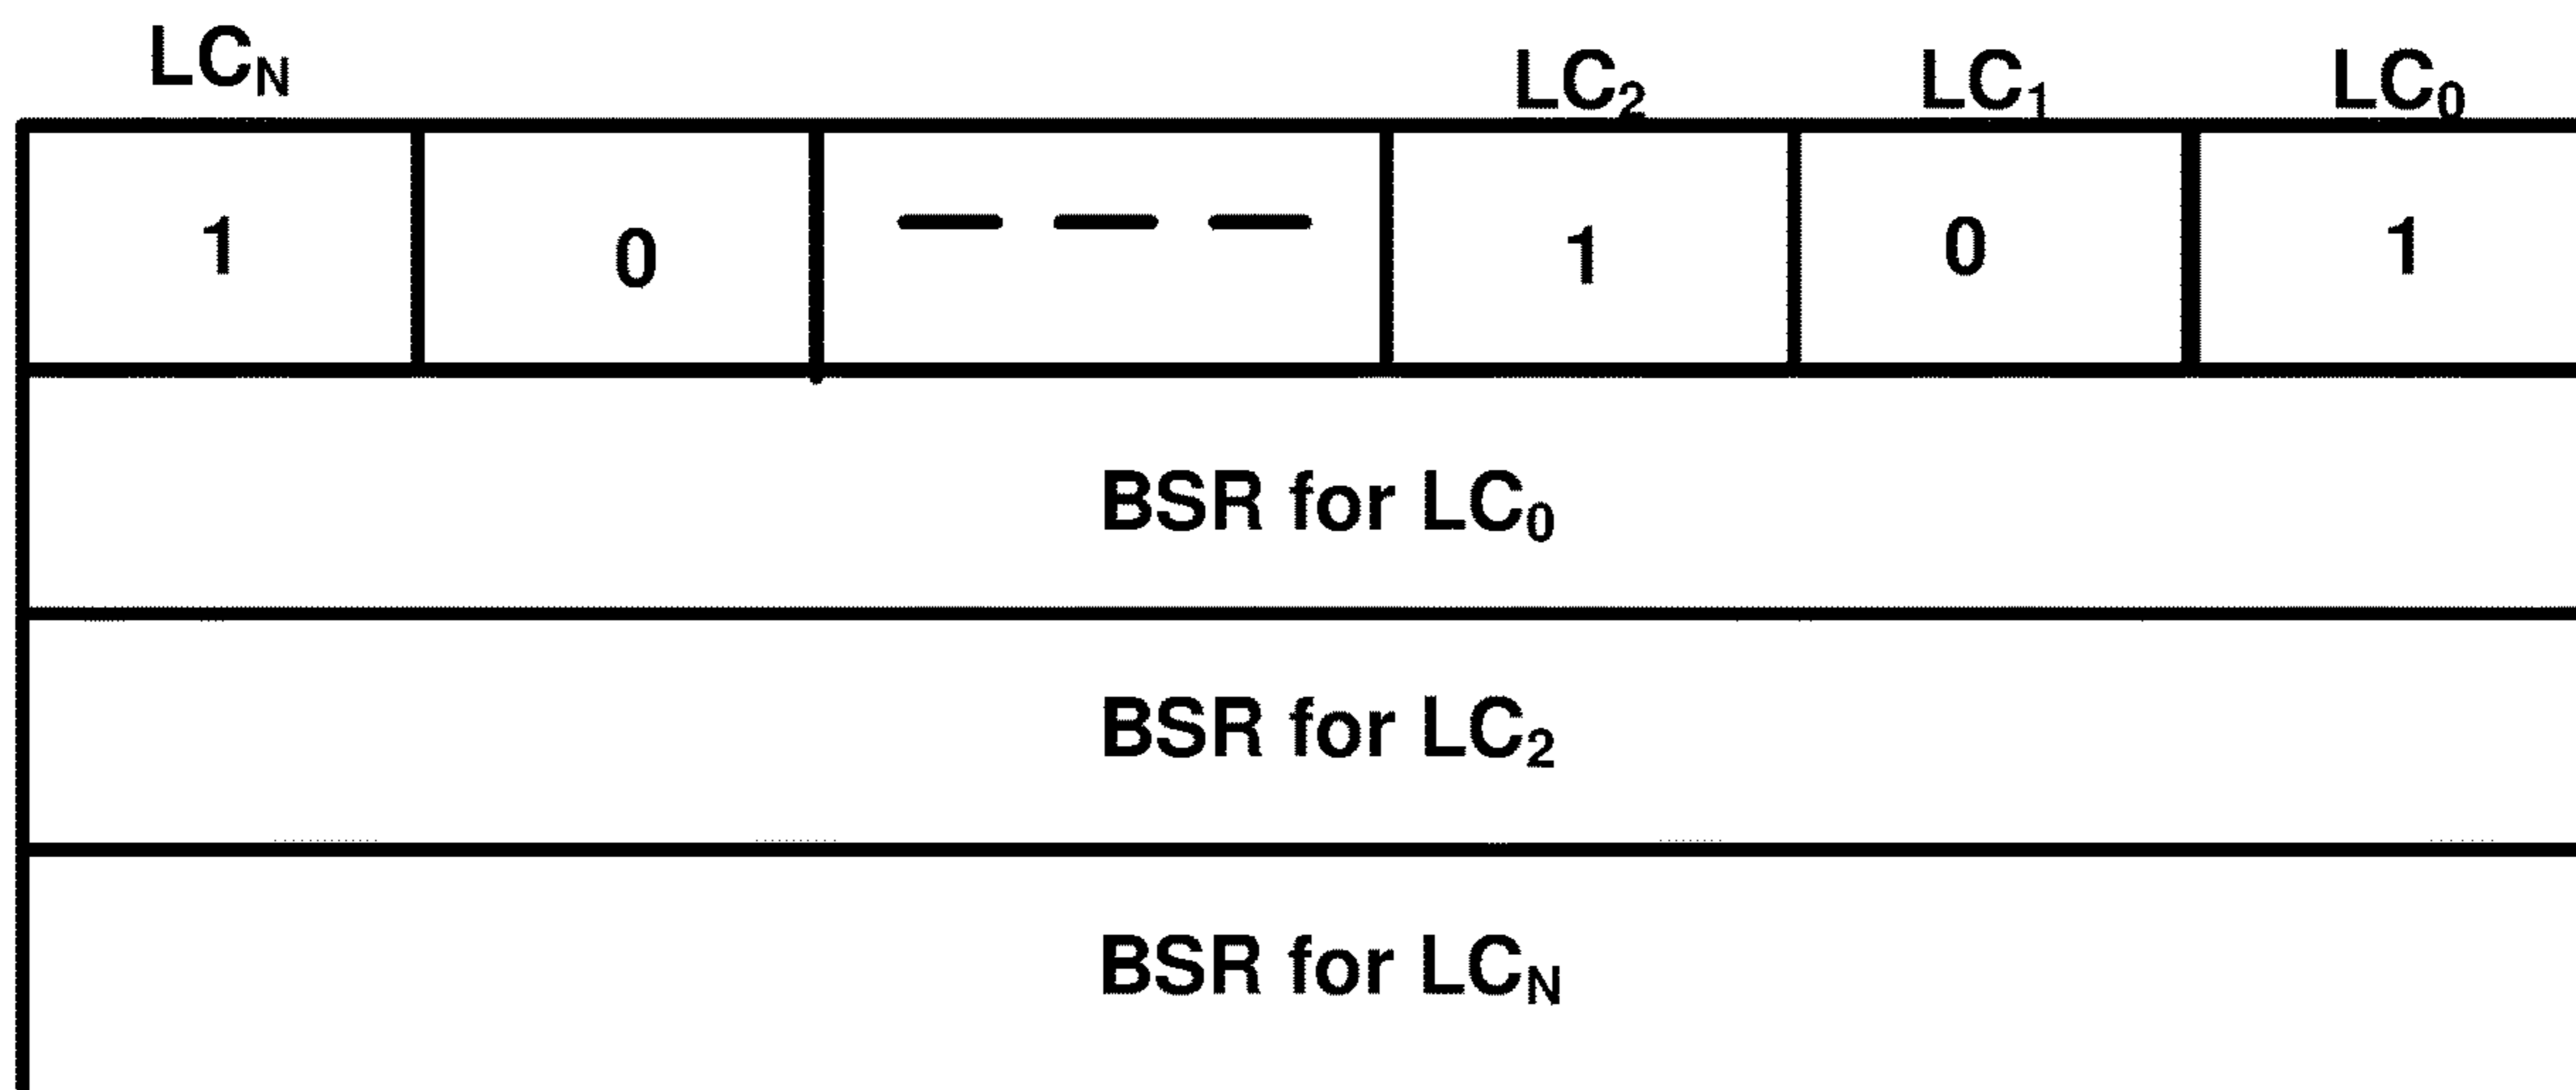 LC_N LC_2 LC_1 LC_0
1 0 — — — 1 0 1
BSR for LC_0
BSR for LC_2
BSR for LC_N